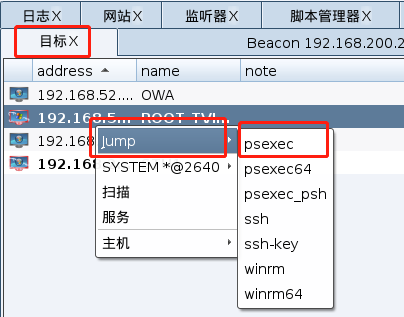 日志X 网站X 监听器X 脚本管理器X
目标X Beacon 192.168.200.2
address name note
192.168.52.... OWA
192.168.5... ROOT-TVI...
192.168
192.168
Jump
SYSTEM *@2640
扫描
服务
主机
psexec
psexec64
psexec_psh
ssh
ssh-key
winrm
winrm64